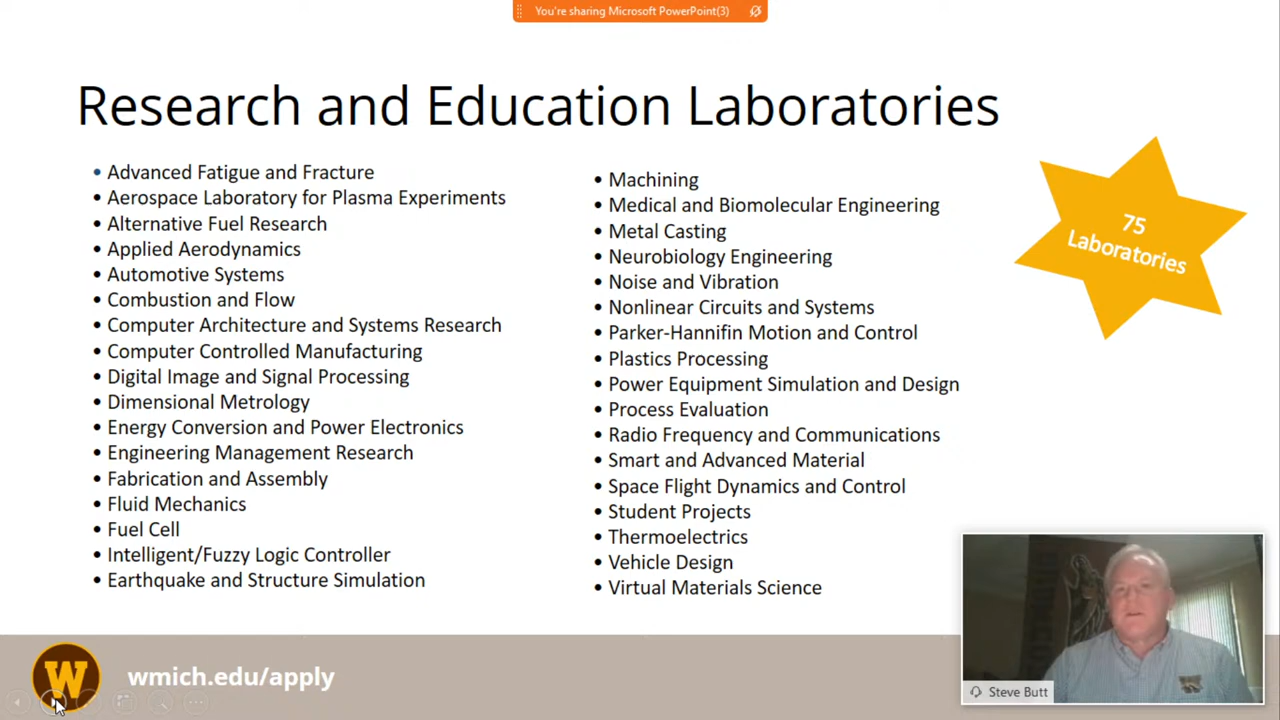 You're sharing Microsoft PowerPoint(3)
Research and Education Laboratories
• Advanced Fatigue and Fracture
• Aerospace Laboratory for Plasma Experiments
• Alternative Fuel Research
• Applied Aerodynamics
• Automotive Systems
• Combustion and Flow
• Computer Architecture and Systems Research
• Computer Controlled Manufacturing
• Digital Image and Signal Processing
• Dimensional Metrology
• Energy Conversion and Power Electronics
• Engineering Management Research
• Fabrication and Assembly
• Fluid Mechanics
• Fuel Cell
• Intelligent/Fuzzy Logic Controller
• Earthquake and Structure Simulation
• Machining
• Medical and Biomolecular Engineering
• Metal Casting
• Neurobiology Engineering
• Noise and Vibration
• Nonlinear Circuits and Systems
• Parker-Hannifin Motion and Control
• Plastics Processing
• Power Equipment Simulation and Design
• Process Evaluation
• Radio Frequency and Communications
• Smart and Advanced Material
• Space Flight Dynamics and Control
• Student Projects
• Thermoelectrics
• Vehicle Design
• Virtual Materials Science
75
Laboratories
W
wmich.edu/apply
Steve Butt